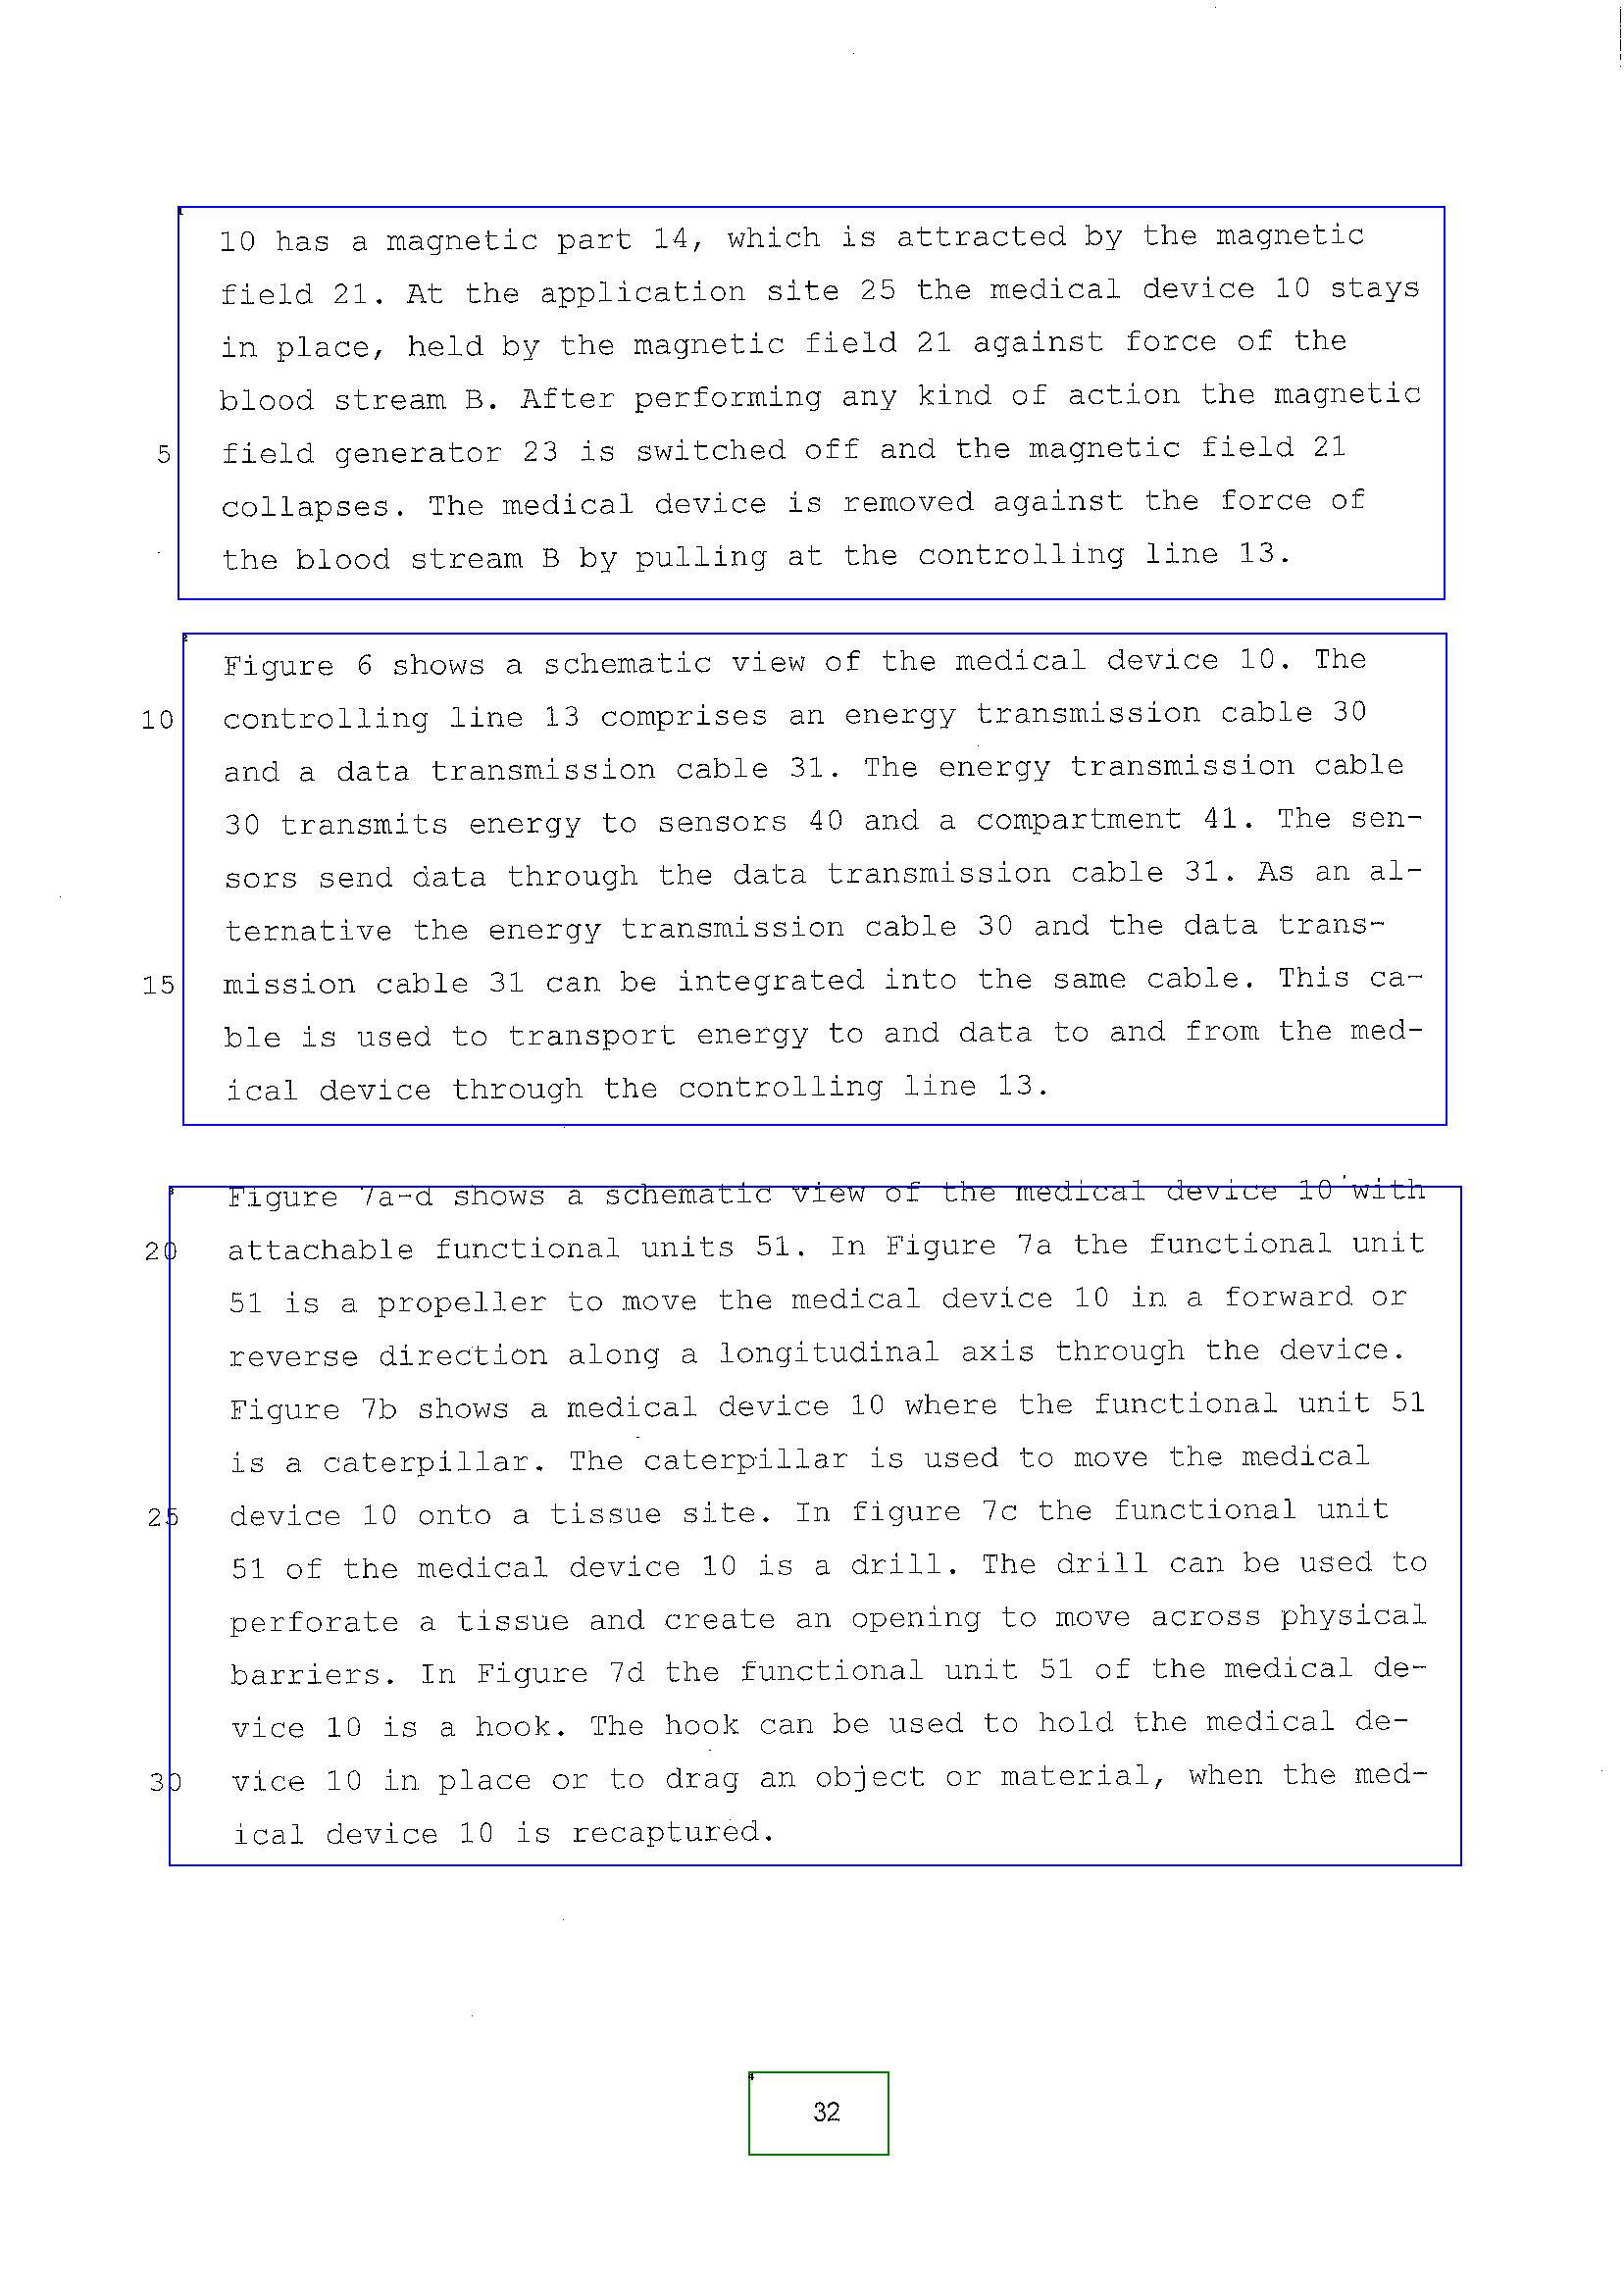 10 has a magnetic part 14, which is attracted by the magnetic
field 21. At the application site 25 the medical device 10 stays
in place, held by the magnetic field 21 against force of the
blood stream B. After performing any kind of action the magnetic
5 field generator 23 is switched off and the magnetic field 21
collapses. The medical device is removed against the force of
the blood stream B by pulling at the controlling line 13.
Figure 6 shows a schematic view of the medical device 10. The
10 controlling line 13 comprises an energy transmission cable 30
and a data transmission cable 31. The energy transmission cable
30 transmits energy to sensors 40 and a compartment 41. The sen-
sors send data through the data transmission cable 31. As an al-
ternative the energy transmission cable 30 and the data trans-
15 mission cable 31 can be integrated into the same cable. This ca-
ble is used to transport energy to and data to and from the med-
ical device through the controlling line 13.
Figure 7a-d shows a schematic view of the medical device 10 with
20 attachable functional units 51. In Figure 7a the functional unit
51 is a propeller to move the medical device 10 in a forward or
reverse direction along a longitudinal axis through the device.
Figure 7b shows a medical device 10 where the functional unit 51
is a caterpillar. The caterpillar is used to move the medical
25 device 10 onto a tissue site. In figure 7c the functional unit
51 of the medical device 10 is a drill. The drill can be used to
perforate a tissue and create an opening to move across physical
barriers. In Figure 7d the functional unit 51 of the medical de-
vice 10 is a hook. The hook can be used to hold the medical de-
30 vice 10 in place or to drag an object or material, when the med-
ical device 10 is recaptured.
32